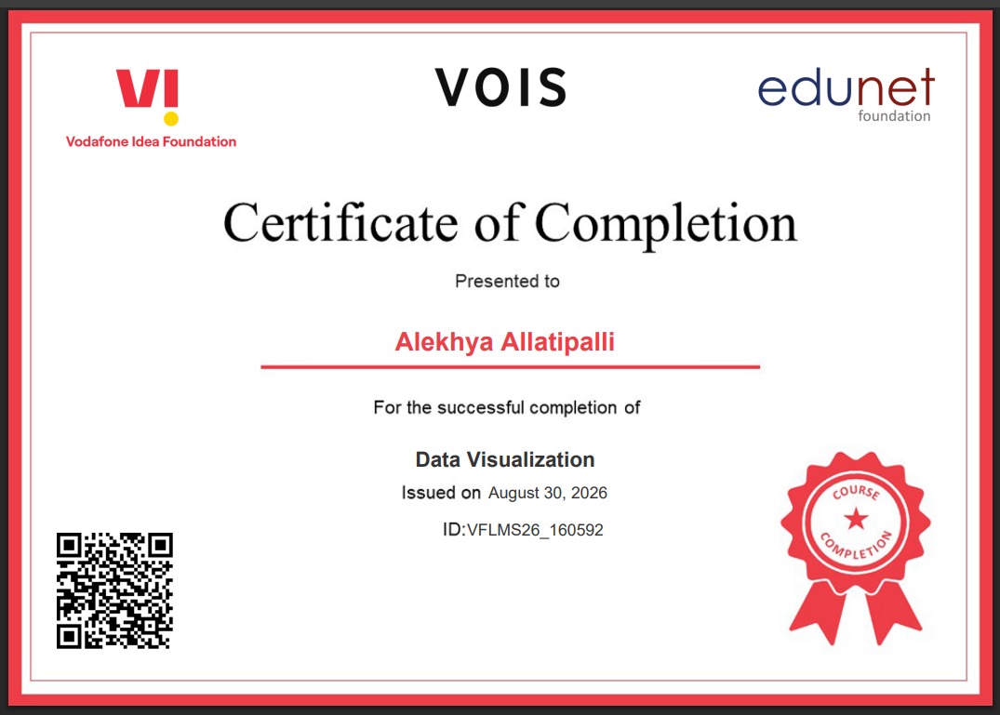 VI
Vodafone Idea Foundation
VOIS
edunet
foundation
Certificate of Completion
Presented to
Alekhya Allatipalli
For the successful completion of
Data Visualization
Issued on August 30, 2026
ID:VFLMS26_160592
COURSE
COMPLETION